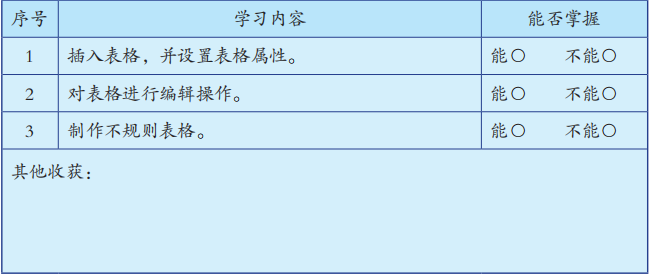 序号 学习内容 能否掌握
1 插入表格，并设置表格属性。 能○ 不能○
2 对表格进行编辑操作。 能○ 不能○
3 制作不规则表格。 能○ 不能○
其他收获：